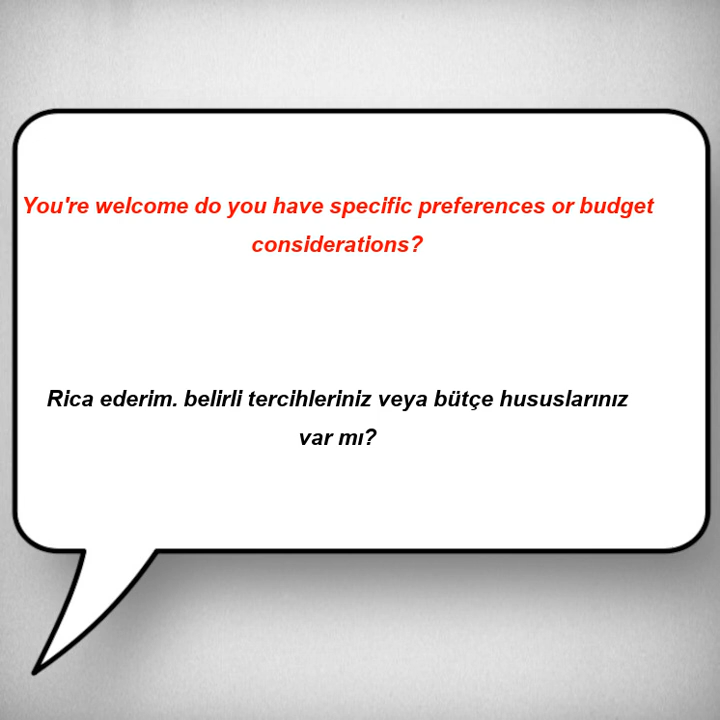 You're welcome do you have specific preferences or budget
considerations?
Rica ederim. belirli tercihleriniz veya bütçe hususlarınız
var mı?